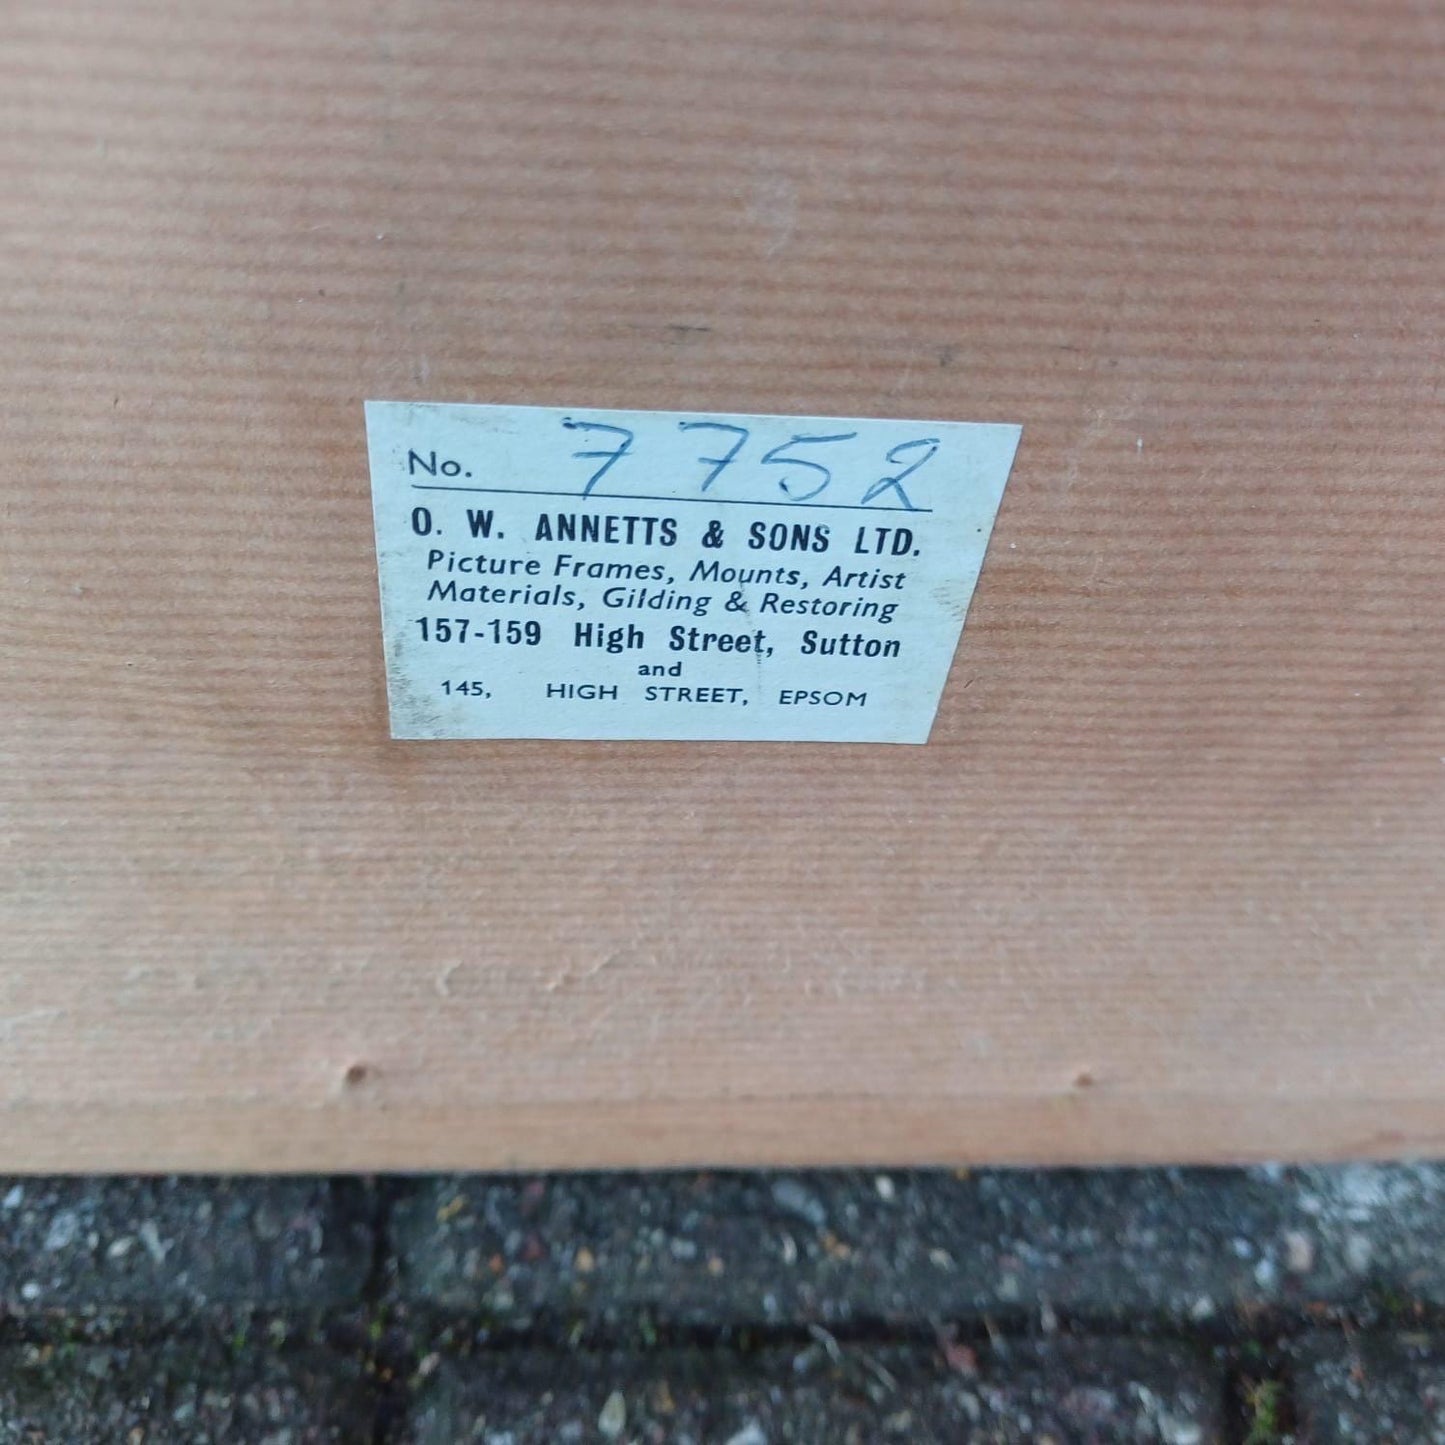 No. 7752
O. W. ANNETTS & SONS LTD.
Picture Frames, Mounts, Artist
Materials, Gilding & Restoring
157-159 High Street, Sutton
and
145, HIGH STREET, EPSOM